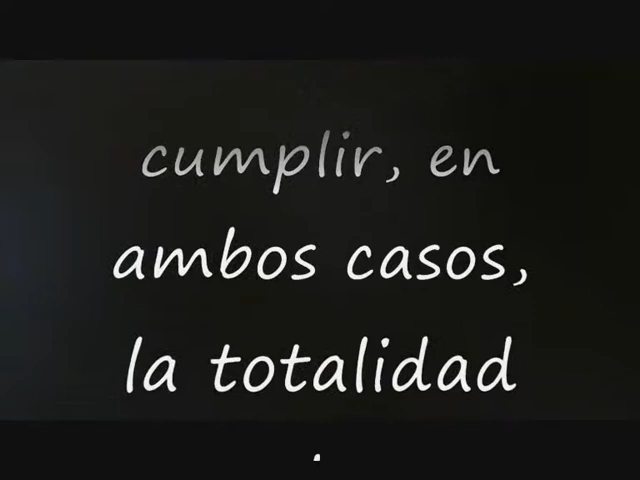 cumplir, en
ambos casos,
la totalidad